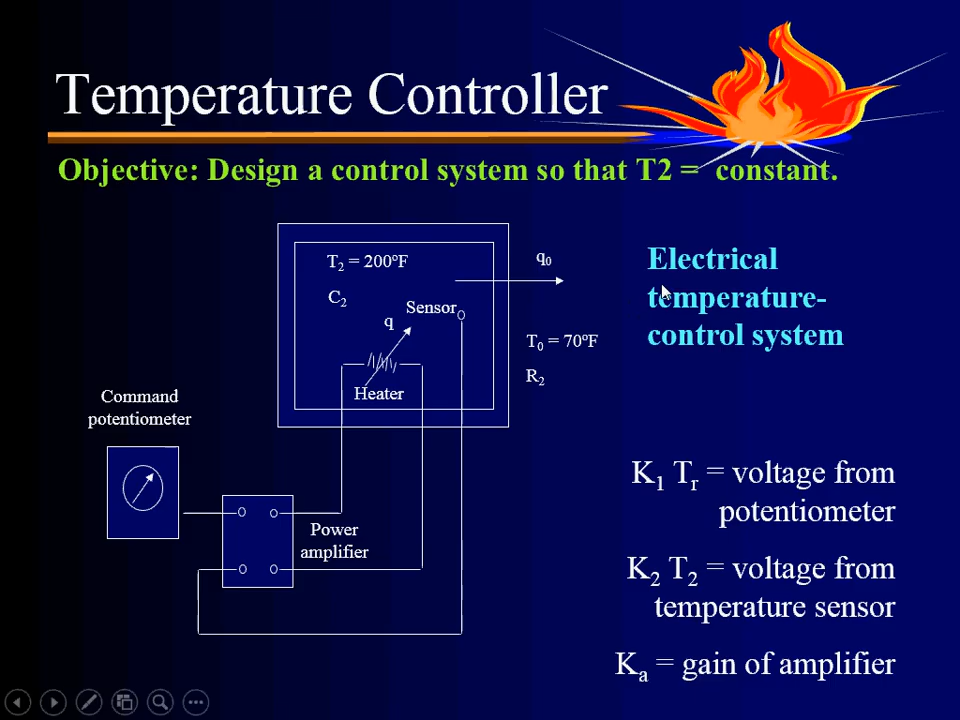 Temperature Controller
Objective: Design a control system so that T2 = constant.
T₂ = 200ºF
C₂
Sensor
q
Heater
q₀
T₀ = 70ºF
R₂
Electrical
temperature-
control system
Command
potentiometer
Power
amplifier
K₁ Tᵣ = voltage from
potentiometer
K₂ T₂ = voltage from
temperature sensor
Kₐ = gain of amplifier